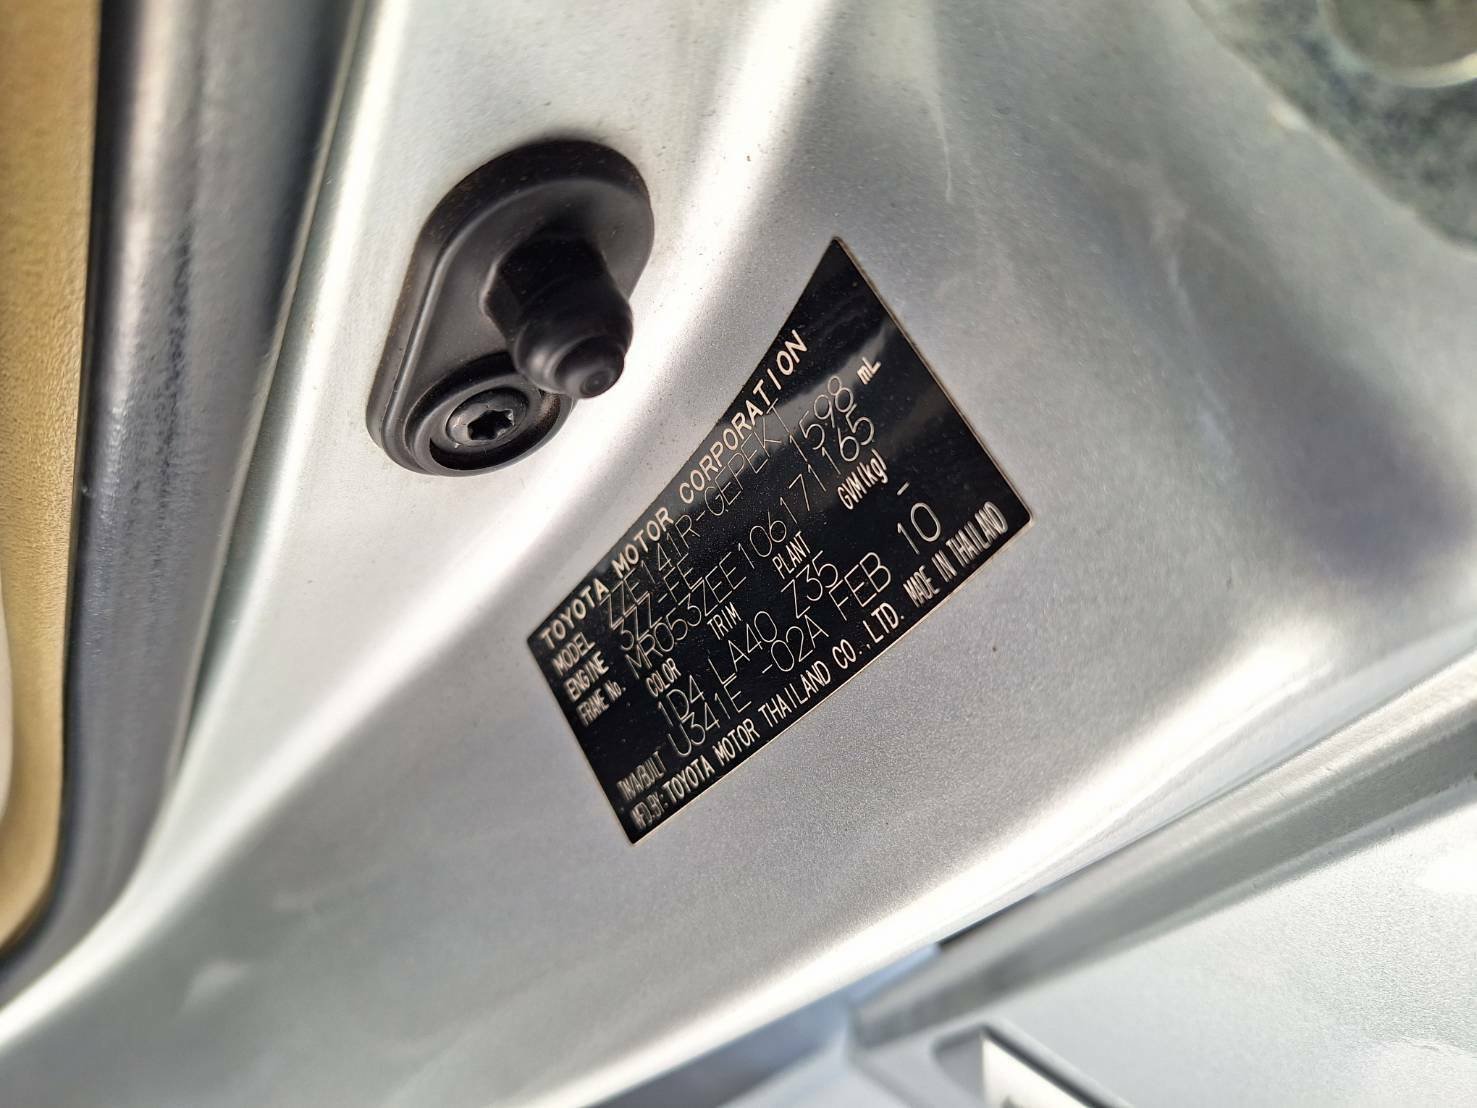 TOYOTA MOTOR CORPORATION
MODEL ZZE141R-GEPEKT
ENGINE 3ZZ-FE 1598 mL
FRAME No. MR053ZEE106171165
COLOR TRIM PLANT GVM(kg)
1D4 LA40 Z35 -
U341E -02A FEB 10
TM/A/BUILT
MFD.BY: TOYOTA MOTOR THAILAND CO.,LTD. MADE IN THAILAND